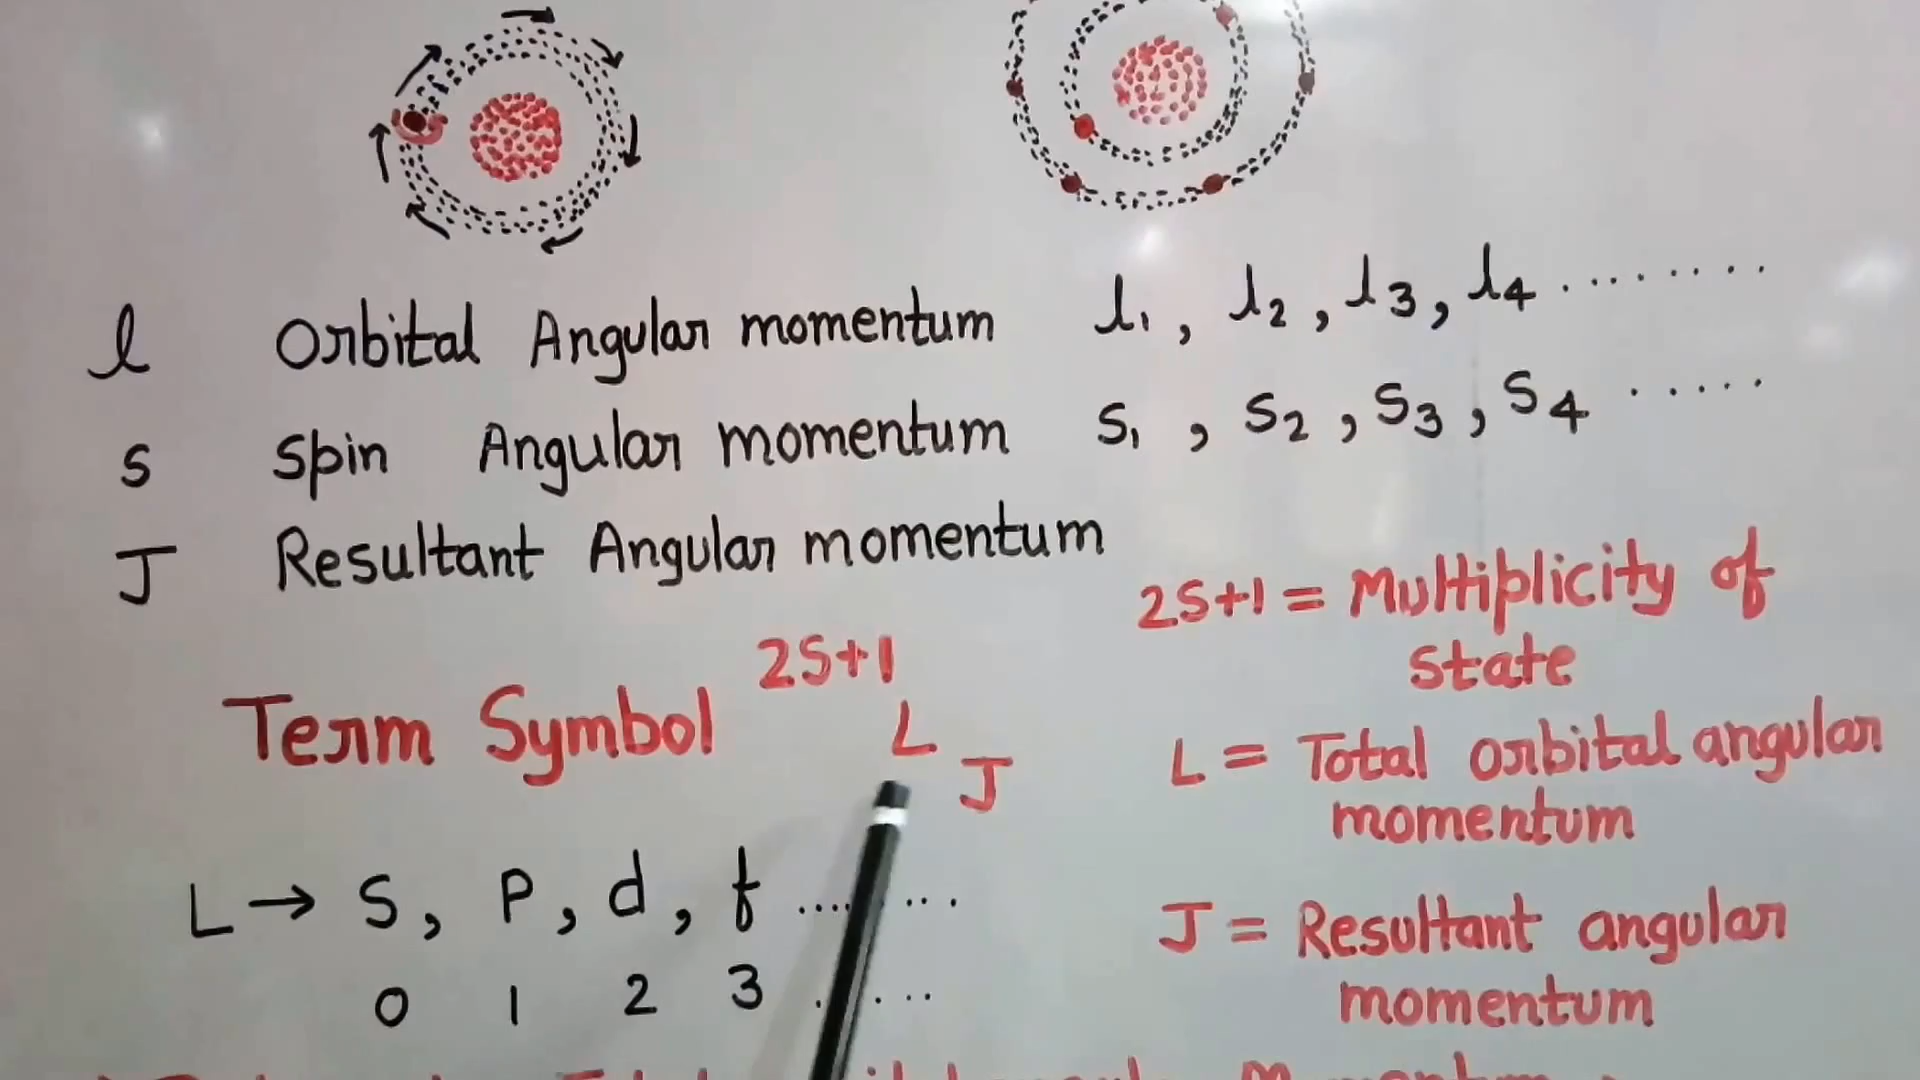 l Orbital Angular momentum l1, l2, l3, l4 ........
s Spin Angular momentum S1, S2, S3, S4 .....
J Resultant Angular momentum
2S+1 = Multiplicity of
state
Term Symbol 2S+1 L J
L = Total orbital angular
momentum
L → S, P, d, f ........
0 1 2 3 .....
J = Resultant angular
momentum